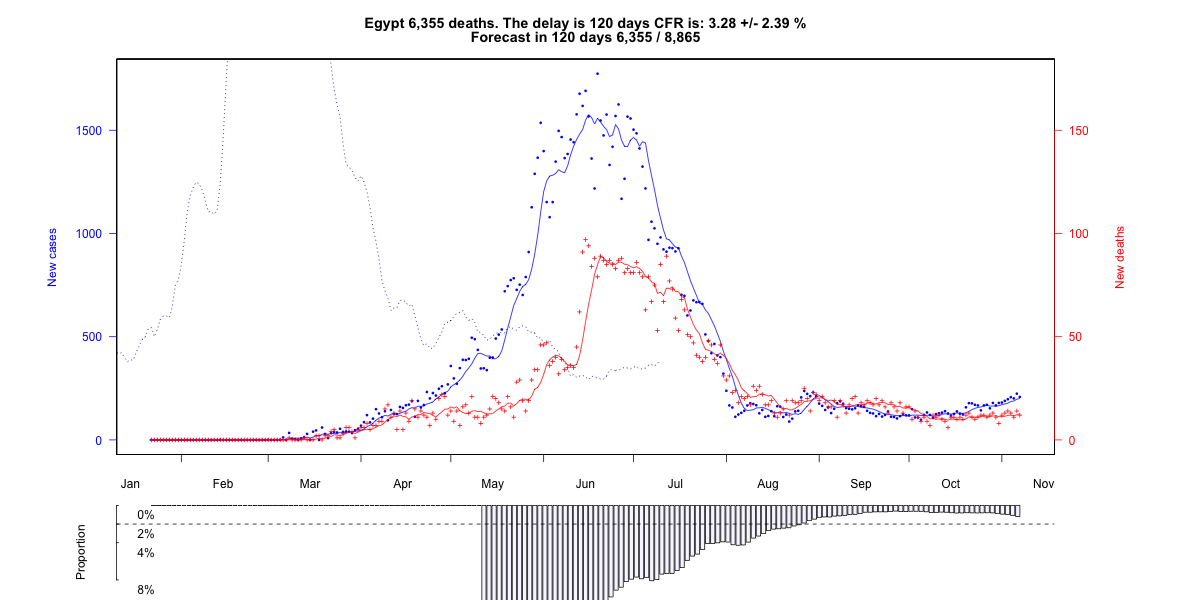 Egypt 6,355 deaths. The delay is 120 days CFR is: 3.28 +/- 2.39 %
Forecast in 120 days 6,355 / 8,865
1500
1000
500
0
New cases
150
100
50
0
New deaths
Jan Feb Mar Apr May Jun Jul Aug Sep Oct Nov
Proportion
0%
2%
4%
8%